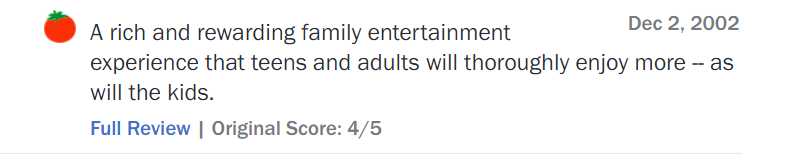 Dec 2, 2002
A rich and rewarding family entertainment
experience that teens and adults will thoroughly enjoy more -- as
will the kids.
Full Review | Original Score: 4/5